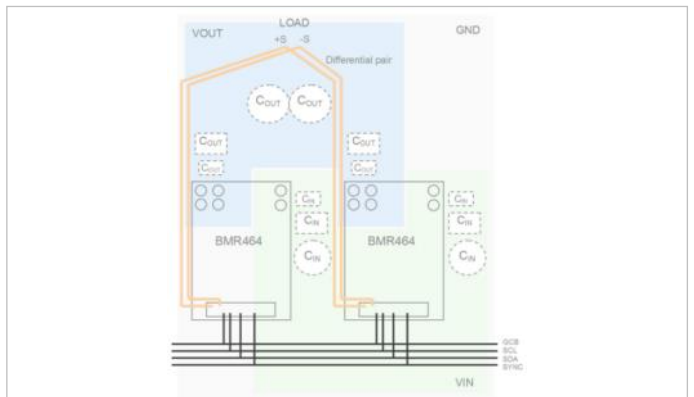 LOAD
VOUT
GND
+S -S
Differential pair
COUT COUT
COUT
COUT
COUT
COUT
CIN
CIN
CIN
CIN
CIN
CIN
BMR464
BMR464
GCB
SCL
SDA
SYNC
VIN